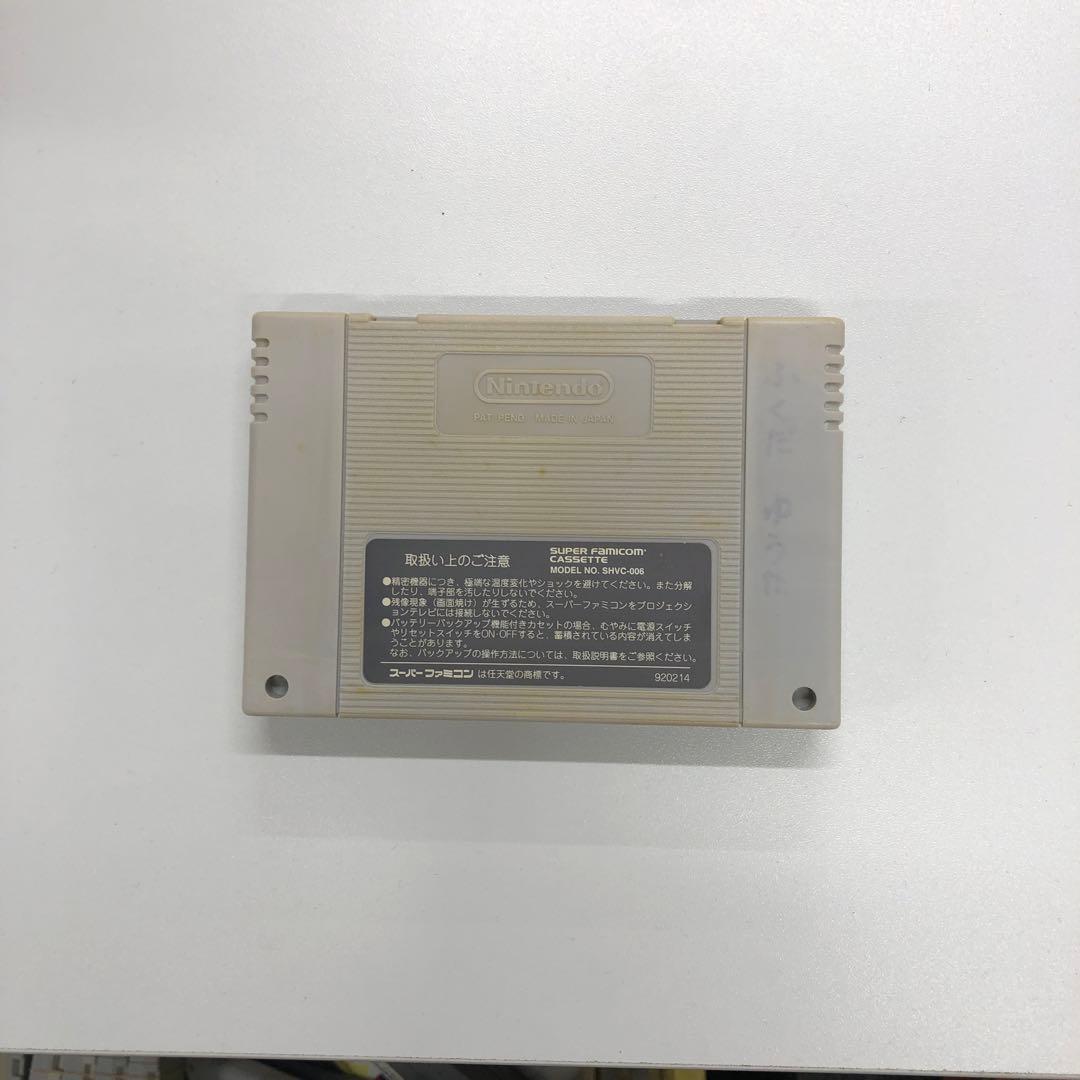 Nintendo
PAT. PEND. MADE IN JAPAN
取扱い上のご注意
SUPER FAMICOM
CASSETTE
MODEL NO. SHVC-006
●精密機器につき、極端な温度変化やショックを避けてください。また分解
したり、端子部を汚したりしないでください。
●残像現象（画面焼け）が生ずるため、スーパーファミコンをプロジェクシ
ョンテレビには接続しないでください。
●バッテリーバックアップ機能付きカセットの場合、むやみに電源スイッチ
やリセットスイッチをON・OFFすると、蓄積されている内容が消えてしま
うことがあります。
なお、バックアップの操作方法については、取扱説明書をご参照ください。
スーパーファミコン は任天堂の商標です。
920214